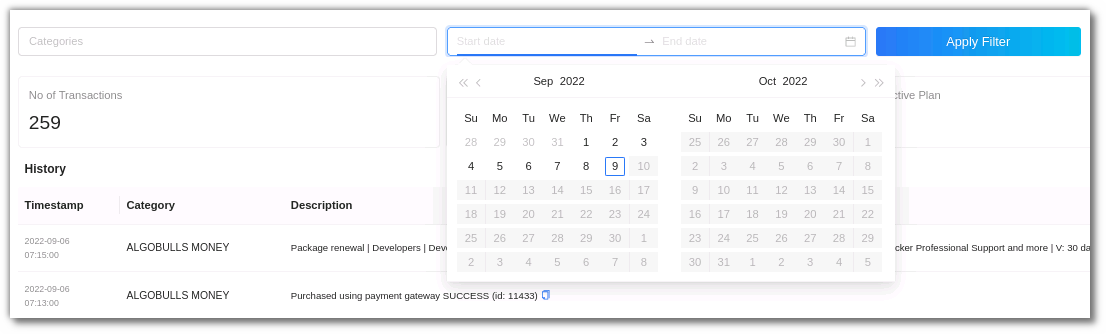 Categories
Start date → End date
Apply Filter
Sep 2022
Oct 2022
Su Mo Tu We Th Fr Sa
28 29 30 31 1 2 3
4 5 6 7 8 9 10
11 12 13 14 15 16 17
18 19 20 21 22 23 24
25 26 27 28 29 30 1
2 3 4 5 6 7 8
Su Mo Tu We Th Fr Sa
25 26 27 28 29 30 1
2 3 4 5 6 7 8
9 10 11 12 13 14 15
16 17 18 19 20 21 22
23 24 25 26 27 28 29
30 31 1 2 3 4 5
No of Transactions
259
ctive Plan
History
Timestamp Category Description
2022-09-06
07:15:00
ALGOBULLS MONEY
Package renewal | Developers | Deve
cker Professional Support and more | V: 30 da
2022-09-06
07:13:00
ALGOBULLS MONEY
Purchased using payment gateway SUCCESS (id: 11433)